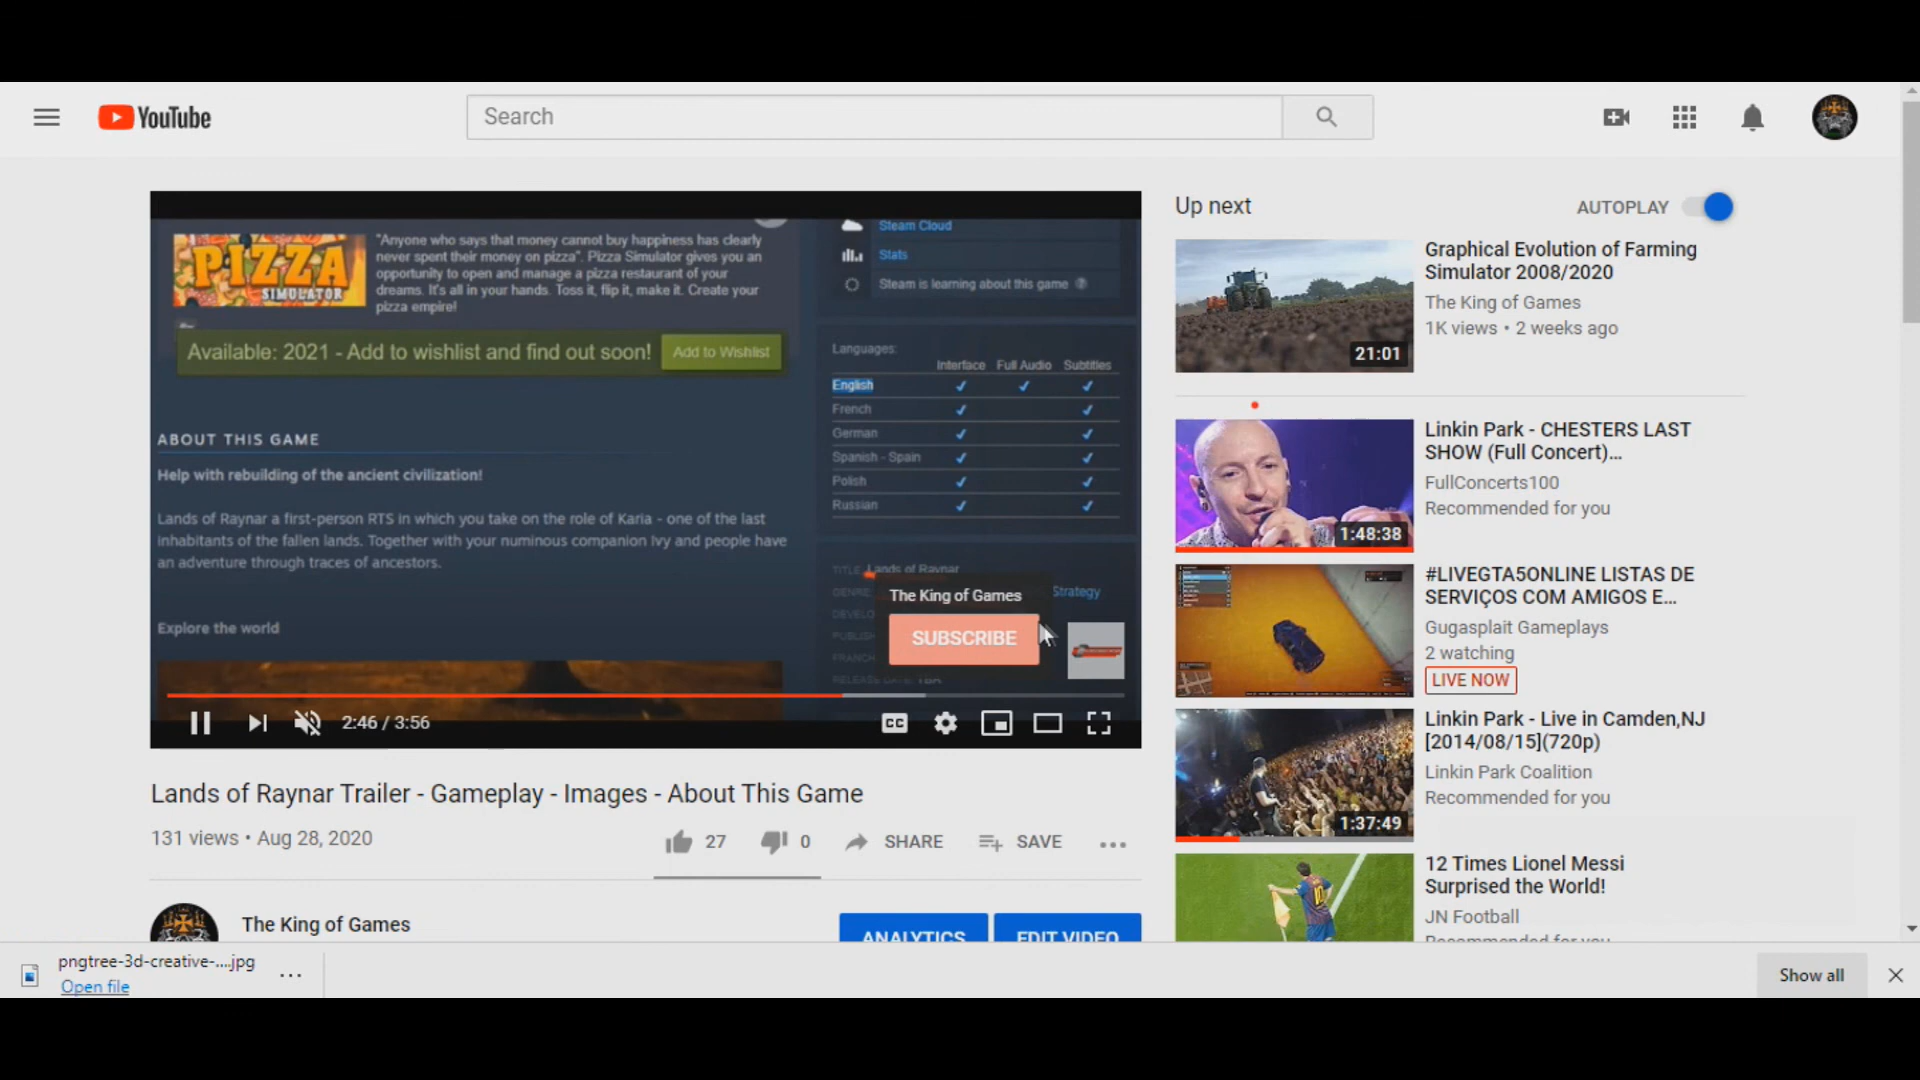 YouTube
Search
PIZZA
SIMULATOR
"Anyone who says that money cannot buy happiness has clearly
never spent their money on pizza". Pizza Simulator gives you an
opportunity to open and manage a pizza restaurant of your
dreams. It's all in your hands. Toss it, flip it, make it. Create your
pizza empire!
Available: 2021 - Add to wishlist and find out soon!
Add to Wishlist
ABOUT THIS GAME
Help with rebuilding of the ancient civilization!
Lands of Raynar a first-person RTS in which you take on the role of Karia - one of the last
inhabitants of the fallen lands. Together with your numinous companion Ivy and people have
an adventure through traces of ancestors.
Explore the world
Steam Cloud
Stats
Steam is learning about this game ?
Languages:
Interface Full Audio Subtitles
English
French
German
Spanish - Spain
Polish
Russian
TITLE: Lands of Raynar
GENRE: Strategy
The King of Games
SUBSCRIBE
RELEASE DATE: TBA
2:46 / 3:56
CC
Lands of Raynar Trailer - Gameplay - Images - About This Game
131 views • Aug 28, 2020
27
0
SHARE
SAVE
The King of Games
ANALYTICS
EDIT VIDEO
Up next
AUTOPLAY
21:01
Graphical Evolution of Farming
Simulator 2008/2020
The King of Games
1K views • 2 weeks ago
1:48:38
Linkin Park - CHESTERS LAST
SHOW (Full Concert)...
FullConcerts100
Recommended for you
#LIVEGTA5ONLINE LISTAS DE
SERVIÇOS COM AMIGOS E...
Gugasplait Gameplays
2 watching
LIVE NOW
1:37:49
Linkin Park - Live in Camden,NJ
[2014/08/15](720p)
Linkin Park Coalition
Recommended for you
10
12 Times Lionel Messi
Surprised the World!
JN Football
Recommended for you
pngtree-3d-creative-....jpg
Open file
Show all